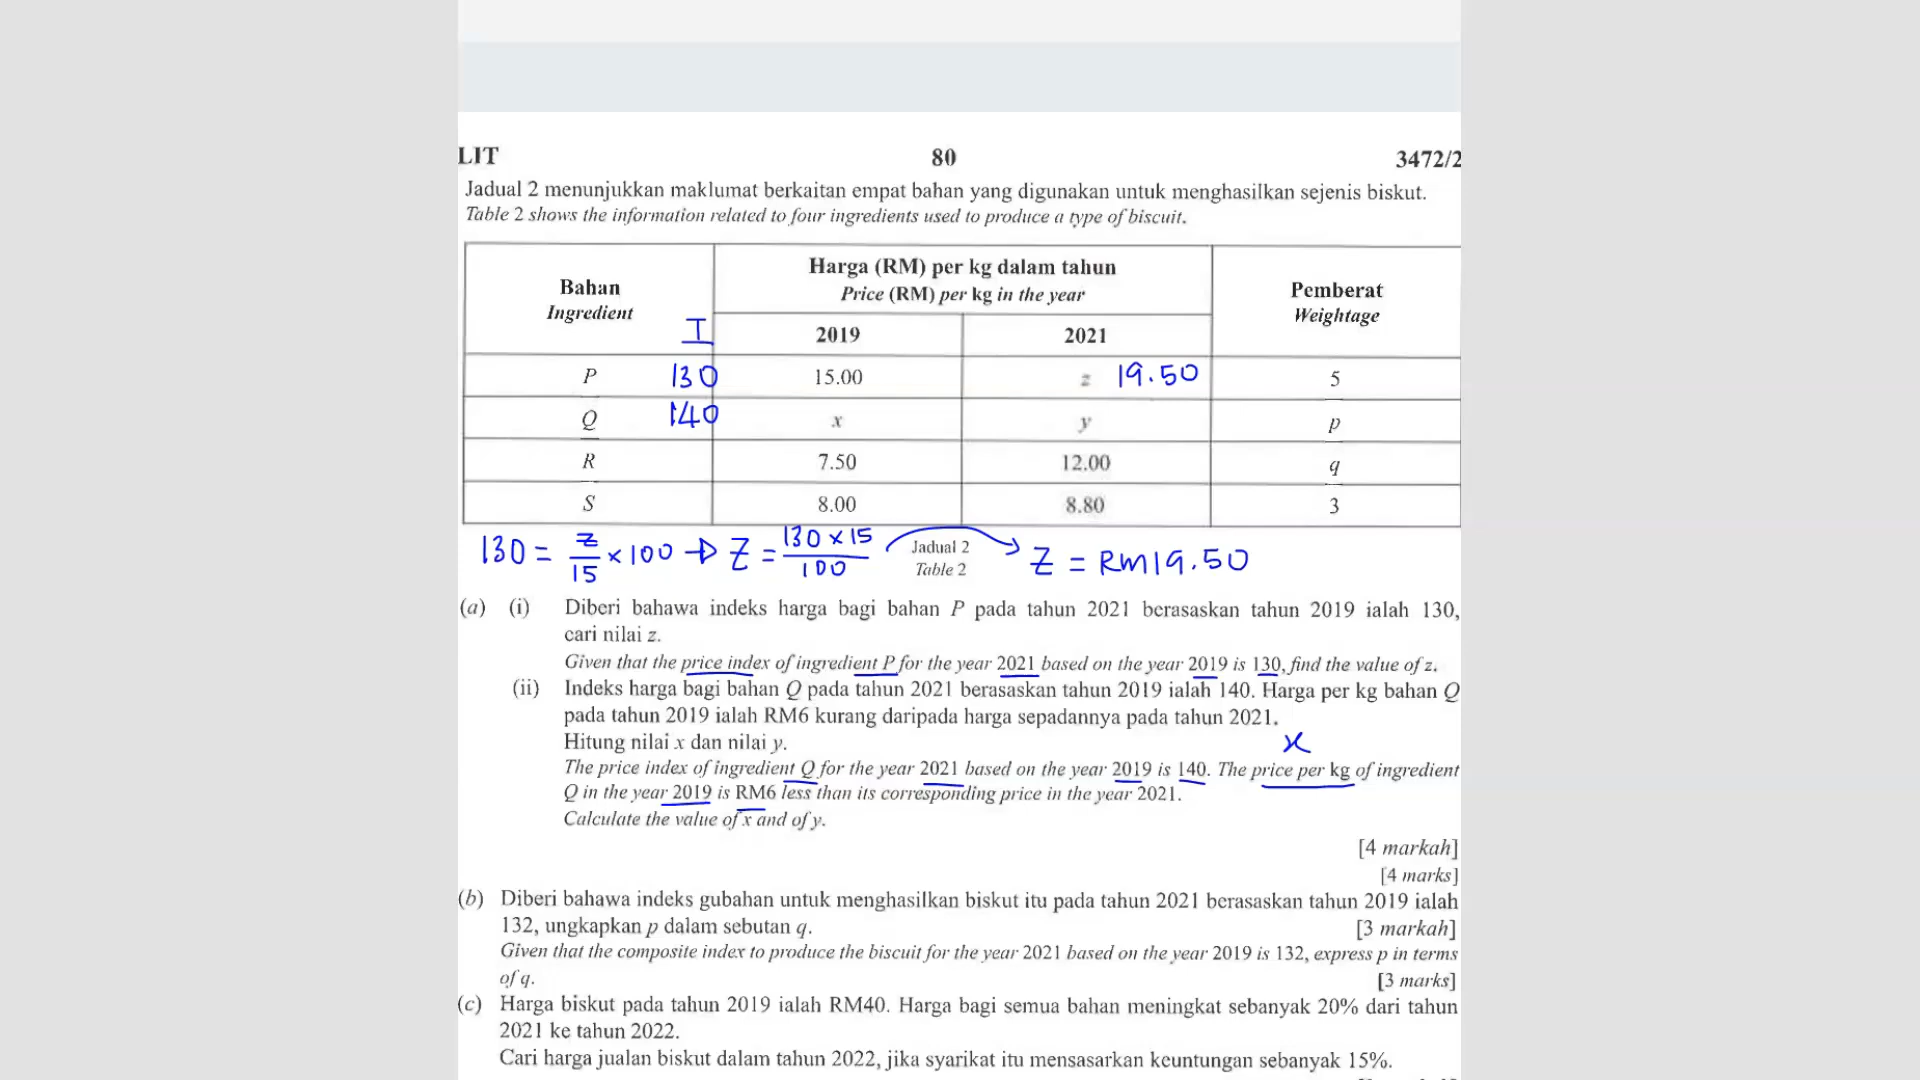 LIT 80 3472/2
Jadual 2 menunjukkan maklumat berkaitan empat bahan yang digunakan untuk menghasilkan sejenis biskut.
Table 2 shows the information related to four ingredients used to produce a type of biscuit.
Bahan
Ingredient
I
Harga (RM) per kg dalam tahun
Price (RM) per kg in the year
Pemberat
Weightage
2019 2021
P 130 15.00 z 19.50 5
Q 140 x y p
R 7.50 12.00 q
S 8.00 8.80 3
130 = z/15 × 100 → Z = 130 × 15/100 Z = RM19.50
Jadual 2
Table 2
(a) (i) Diberi bahawa indeks harga bagi bahan P pada tahun 2021 berasaskan tahun 2019 ialah 130,
cari nilai z.
Given that the price index of ingredient P for the year 2021 based on the year 2019 is 130, find the value of z.
(ii) Indeks harga bagi bahan Q pada tahun 2021 berasaskan tahun 2019 ialah 140. Harga per kg bahan Q
pada tahun 2019 ialah RM6 kurang daripada harga sepadannya pada tahun 2021.
Hitung nilai x dan nilai y.
x
The price index of ingredient Q for the year 2021 based on the year 2019 is 140. The price per kg of ingredient
Q in the year 2019 is RM6 less than its corresponding price in the year 2021.
Calculate the value of x and of y.
[4 markah]
[4 marks]
(b) Diberi bahawa indeks gubahan untuk menghasilkan biskut itu pada tahun 2021 berasaskan tahun 2019 ialah
132, ungkapkan p dalam sebutan q. [3 markah]
Given that the composite index to produce the biscuit for the year 2021 based on the year 2019 is 132, express p in terms
of q. [3 marks]
(c) Harga biskut pada tahun 2019 ialah RM40. Harga bagi semua bahan meningkat sebanyak 20% dari tahun
2021 ke tahun 2022.
Cari harga jualan biskut dalam tahun 2022, jika syarikat itu mensasarkan keuntungan sebanyak 15%.